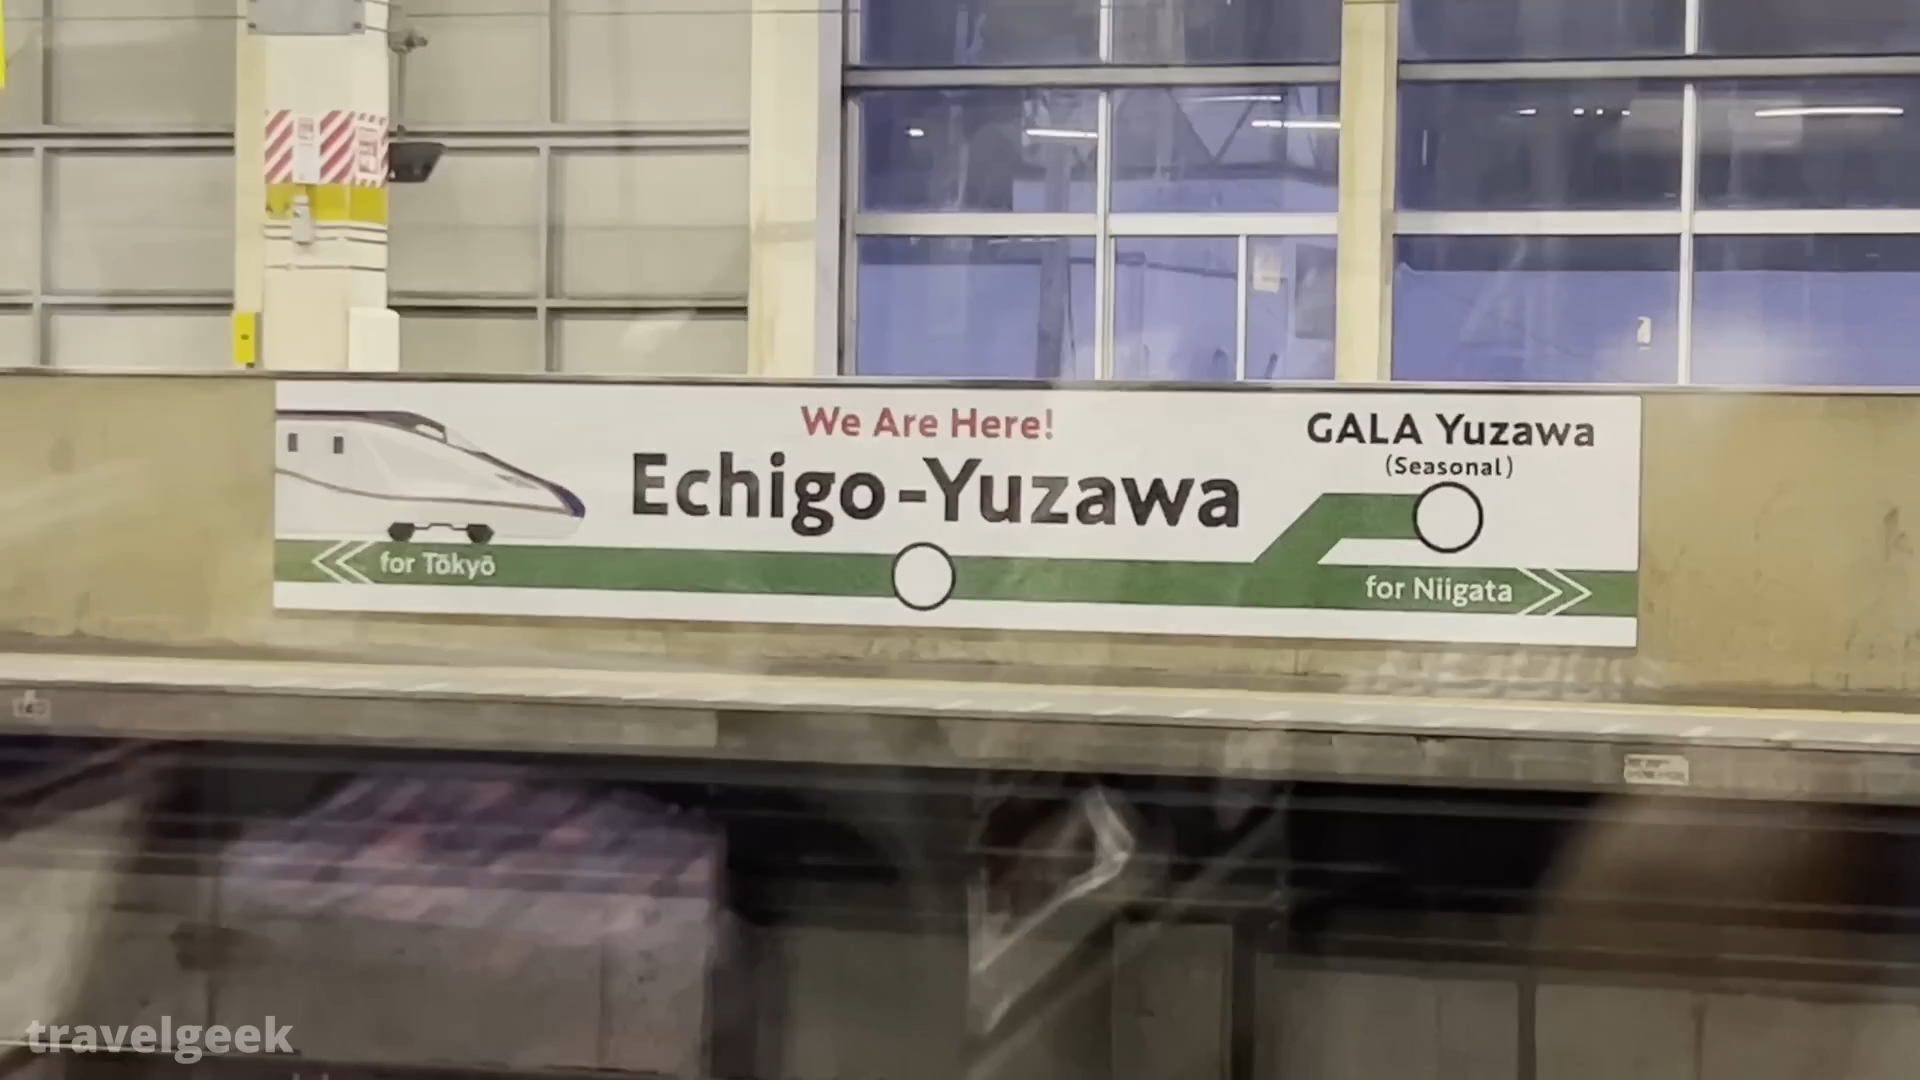 We Are Here!
Echigo-Yuzawa
GALA Yuzawa
(Seasonal)
for Tōkyō
for Niigata
travelgeek